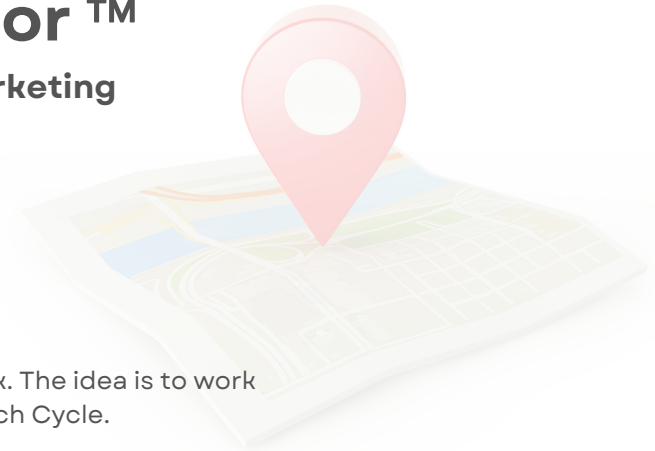 or ™
rketing
. The idea is to work
ch Cycle.